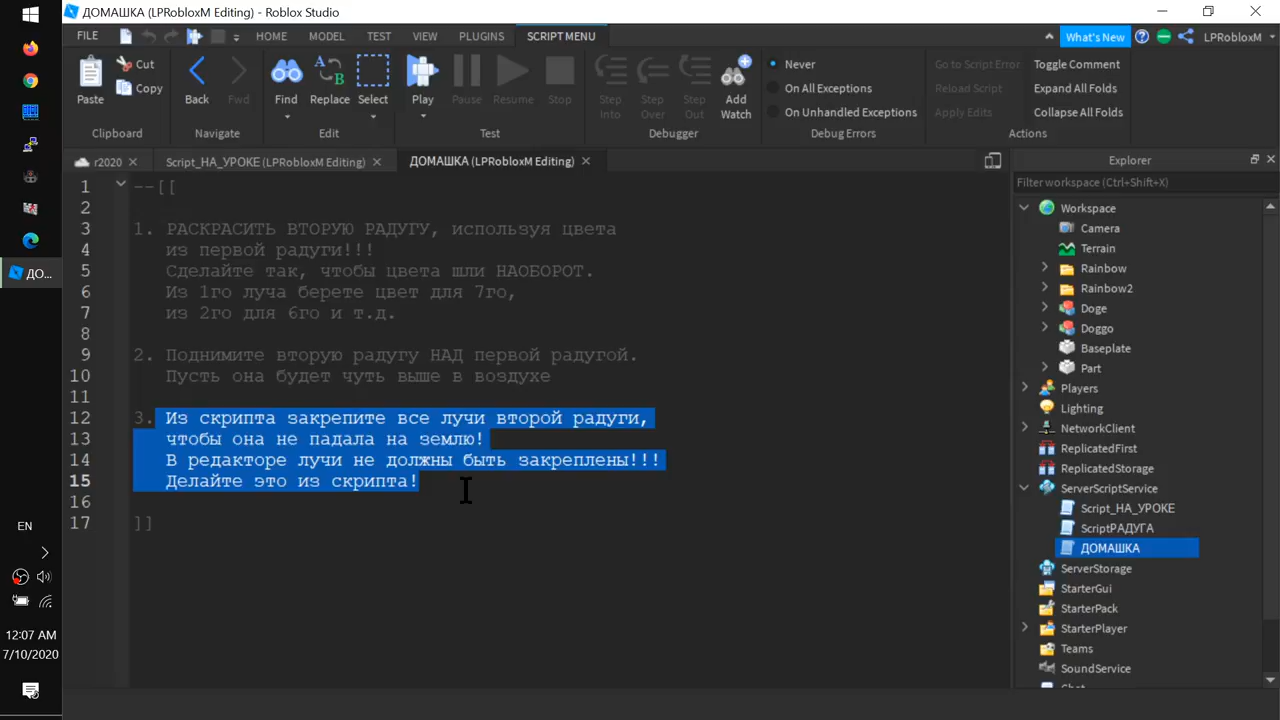 ДОМАШКА (LPRobloxM Editing) - Roblox Studio
FILE HOME MODEL TEST VIEW PLUGINS SCRIPT MENU What's New LPRobloxM
Paste Cut Copy
Clipboard
Back Fwd
Navigate
Find Replace Select
Edit
Play Pause Resume Stop
Test
Step Into Step Over Step Out Add Watch
Debugger
Never
On All Exceptions
On Unhandled Exceptions
Debug Errors
Go to Script Error Toggle Comment
Reload Script Expand All Folds
Apply Edits Collapse All Folds
Actions
r2020 Script_НА_УРОКЕ (LPRobloxM Editing) ДОМАШКА (LPRobloxM Editing)
1 --[[
2
3 1. РАСКРАСИТЬ ВТОРУЮ РАДУГУ, используя цвета
4 из первой радуги!!!
5 Сделайте так, чтобы цвета шли НАОБОРОТ.
6 Из 1го луча берете цвет для 7го,
7 из 2го для 6го и т.д.
8
9 2. Поднимите вторую радугу НАД первой радугой.
10 Пусть она будет чуть выше в воздухе
11
12 3. Из скрипта закрепите все лучи второй радуги,
13 чтобы она не падала на землю!
14 В редакторе лучи не должны быть закреплены!!!
15 Делайте это из скрипта!
16
17 ]]
Explorer
Filter workspace (Ctrl+Shift+X)
Workspace
Camera
Terrain
Rainbow
Rainbow2
Doge
Doggo
Baseplate
Part
Players
Lighting
NetworkClient
ReplicatedFirst
ReplicatedStorage
ServerScriptService
Script_НА_УРОКЕ
ScriptРАДУГА
ДОМАШКА
ServerStorage
StarterGui
StarterPack
StarterPlayer
Teams
SoundService
ДО...
EN
12:07 AM
7/10/2020